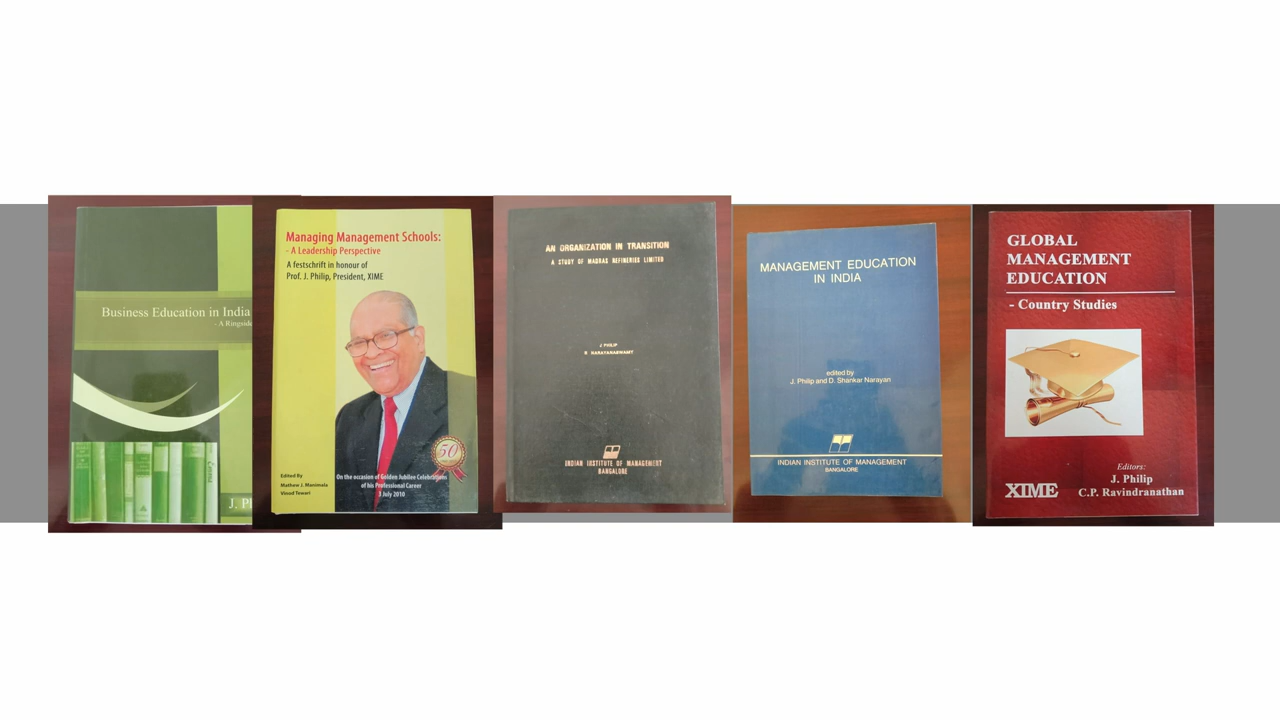 Business Education in India
- A Ringside
J. Ph
Managing Management Schools:
- A Leadership Perspective
A festschrift in honour of
Prof. J. Philip, President, XIME
50
Edited By
Mathew J. Manimala
Vinod Tewari
On the occasion of Golden Jubilee Celebrations
of his Professional Career
3 July 2010
AN ORGANIZATION IN TRANSITION
A STUDY OF MADRAS REFINERIES LIMITED
J PHILIP
R NARAYANASWAMY
INDIAN INSTITUTE OF MANAGEMENT
BANGALORE
MANAGEMENT EDUCATION
IN INDIA
edited by
J. Philip and D. Shankar Narayan
INDIAN INSTITUTE OF MANAGEMENT
BANGALORE
GLOBAL
MANAGEMENT
EDUCATION
- Country Studies
Editors:
J. Philip
C.P. Ravindranathan
XIME